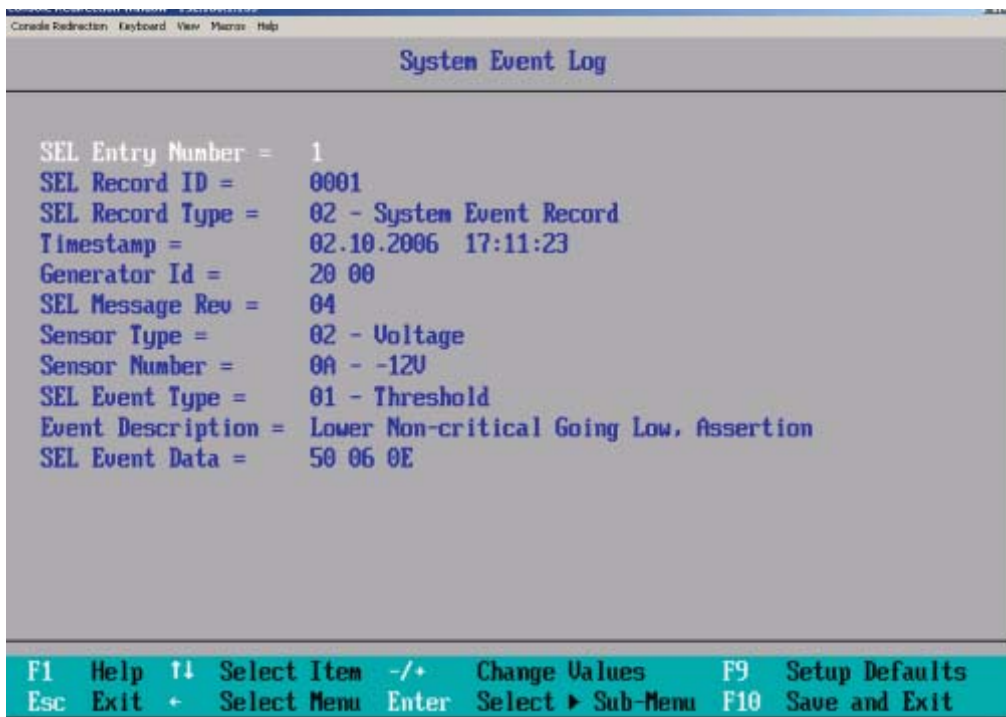 Console Redirection Keyboard View Macros Help
System Event Log
SEL Entry Number = 1
SEL Record ID = 0001
SEL Record Type = 02 - System Event Record
Timestamp = 02.10.2006 17:11:23
Generator Id = 20 00
SEL Message Rev = 04
Sensor Type = 02 - Voltage
Sensor Number = 0A - -12V
SEL Event Type = 01 - Threshold
Event Description = Lower Non-critical Going Low, Assertion
SEL Event Data = 50 06 0E
F1 Help ↑↓ Select Item -/+ Change Values F9 Setup Defaults
Esc Exit ← Select Menu Enter Select ▶ Sub-Menu F10 Save and Exit